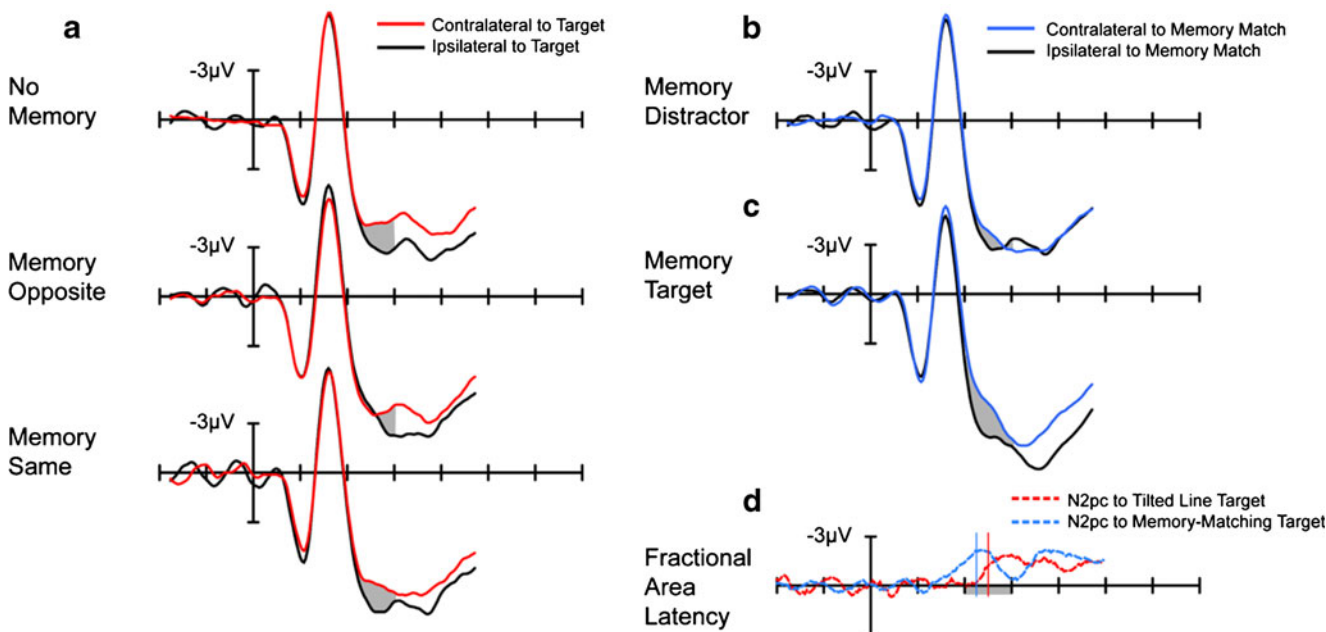 a
Contralateral to Target
Ipsilateral to Target
No
Memory
-3µV
Memory
Opposite
-3µV
Memory
Same
-3µV
b
Contralateral to Memory Match
Ipsilateral to Memory Match
Memory
Distractor
-3µV
c
Memory
Target
-3µV
d
N2pc to Tilted Line Target
N2pc to Memory-Matching Target
Fractional
Area
Latency
-3µV